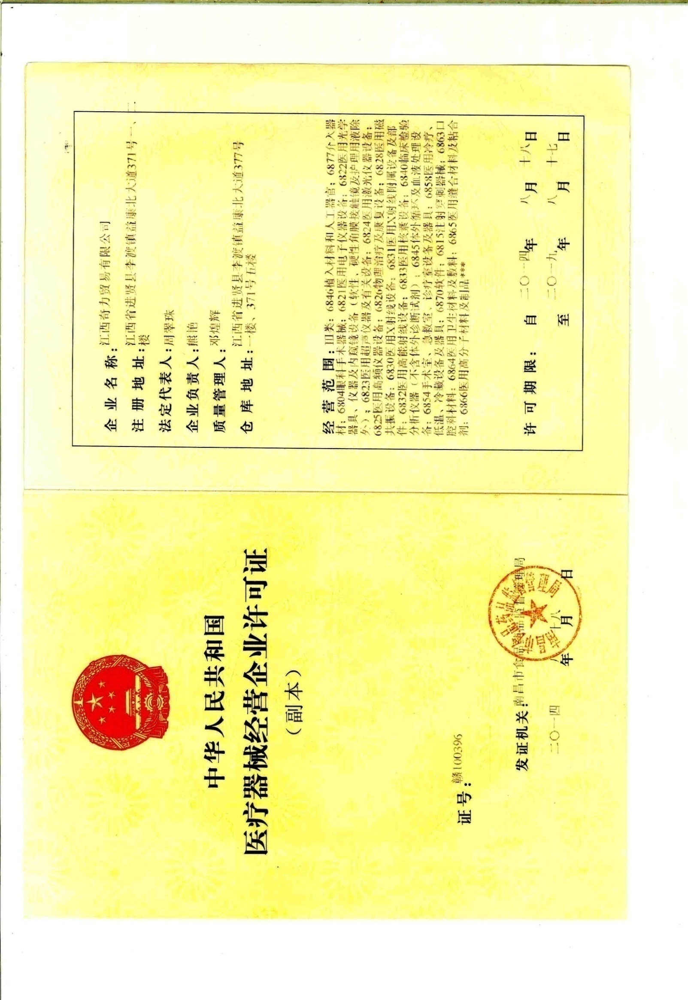 中华人民共和国
医疗器械经营企业许可证
（副本）
证号：赣100396
发证机关：南昌市食品药品监督管理局
二〇一四年八月十八日
企业名称：江西奇力贸易有限公司
注册地址：江西省进贤县李渡镇益康北大道371号一、二
楼
法定代表人：周翠珠
企业负责人：熊艳
质量管理人：邓煌辉
仓库地址：江西省进贤县李渡镇益康北大道377号
一楼、371号五楼
经营范围：III类：6846植入材料和人工器官；6877介入器
材；6804眼科手术器械；6821医用电子仪器设备；6822医用光学
器具、仪器及内窥镜设备（软性、硬性角膜接触镜及护理用液除
外）；6823医用超声仪器及有关设备；6824医用激光仪器设备；
6825医用高频仪器设备；6826物理治疗及康复设备；6828医用磁
共振设备；6830医用X射线设备；6831医用X射线附属设备及部
件；6832医用高能射线设备；6833医用核素设备；6840临床检验
分析仪器（不含体外诊断试剂）；6845体外循环及血液处理设
备；6854手术室、急救室、诊疗室设备及器具；6858医用冷疗、
低温、冷藏设备及器具；6870软件；6815注射穿刺器械；6863口
腔科材料；6864医用卫生材料及敷料；6865医用缝合材料及粘合
剂；6866医用高分子材料及制品***
许可期限：自二〇一四年八月十八日
至二〇一九年八月十七日